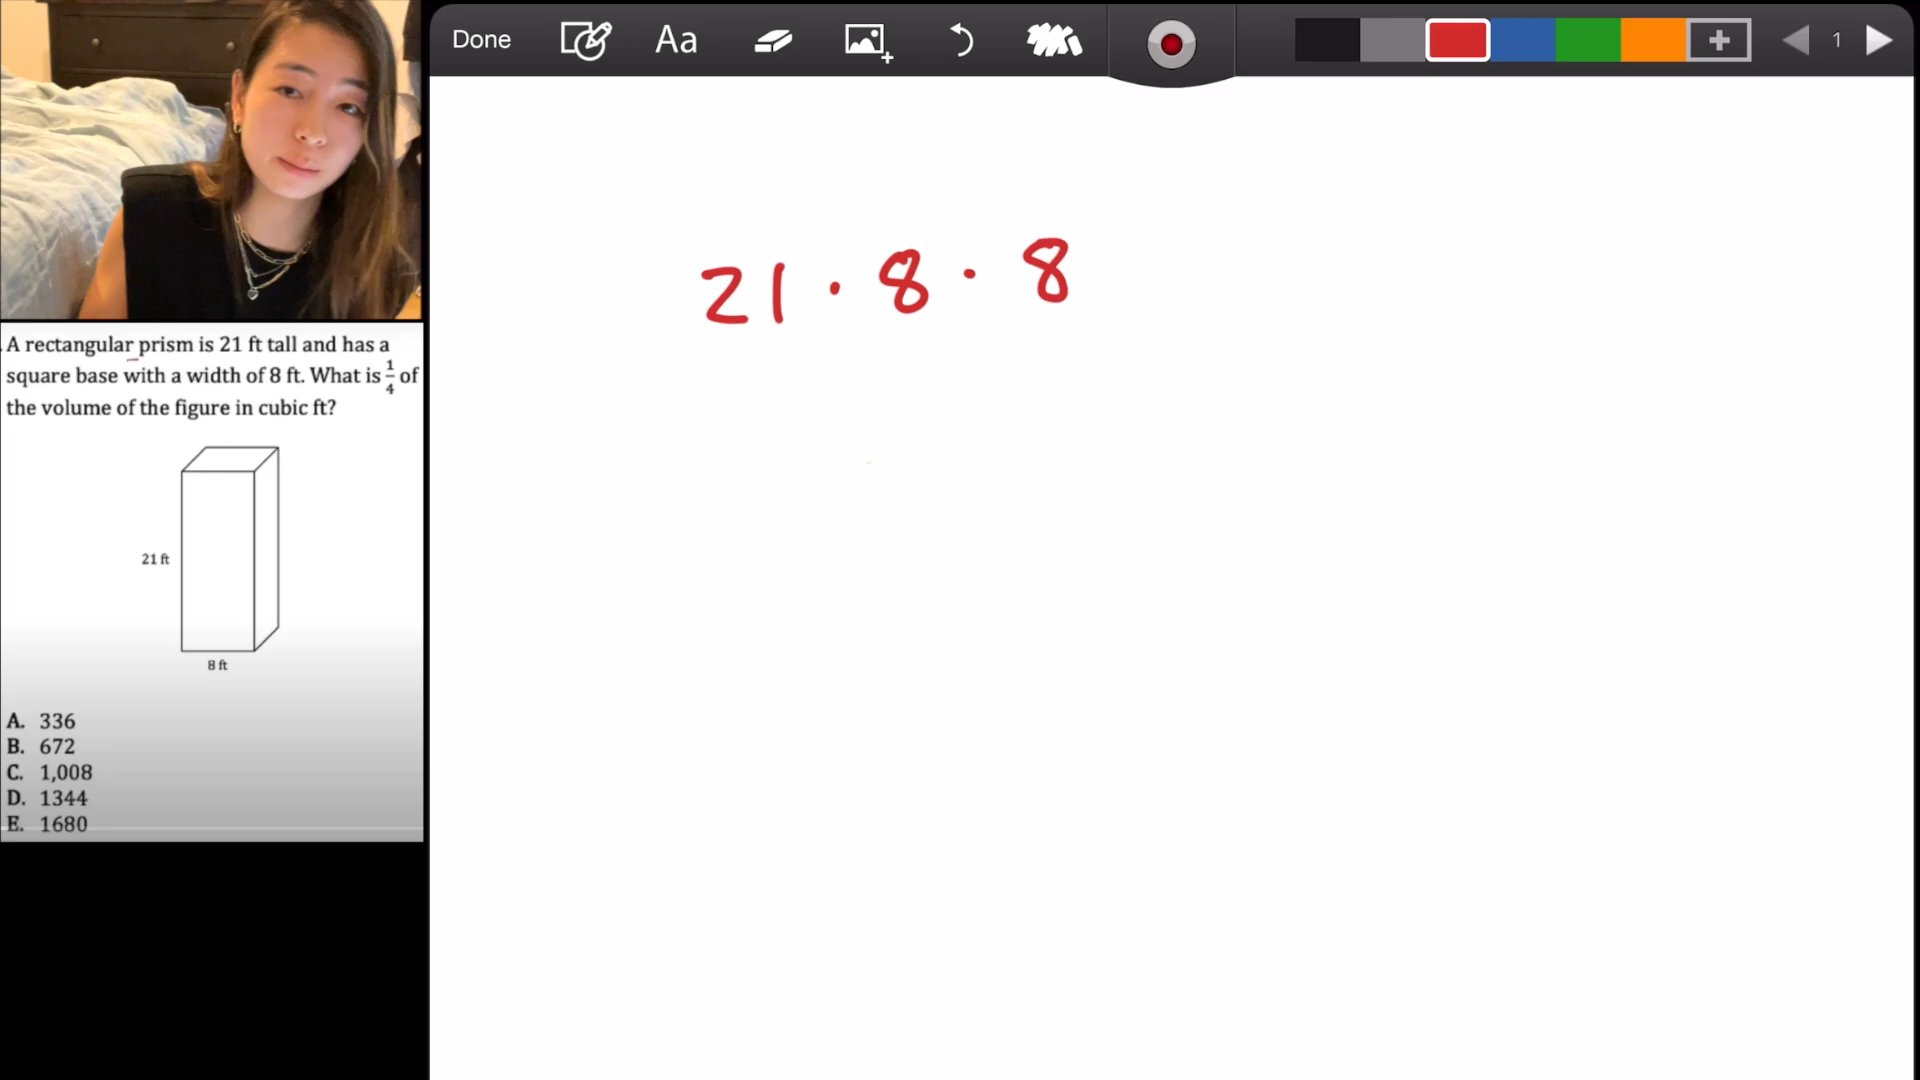 Done Aa 1
21 · 8 · 8
A rectangular prism is 21 ft tall and has a
square base with a width of 8 ft. What is 1/4 of
the volume of the figure in cubic ft?
21 ft
8 ft
A. 336
B. 672
C. 1,008
D. 1344
E. 1680